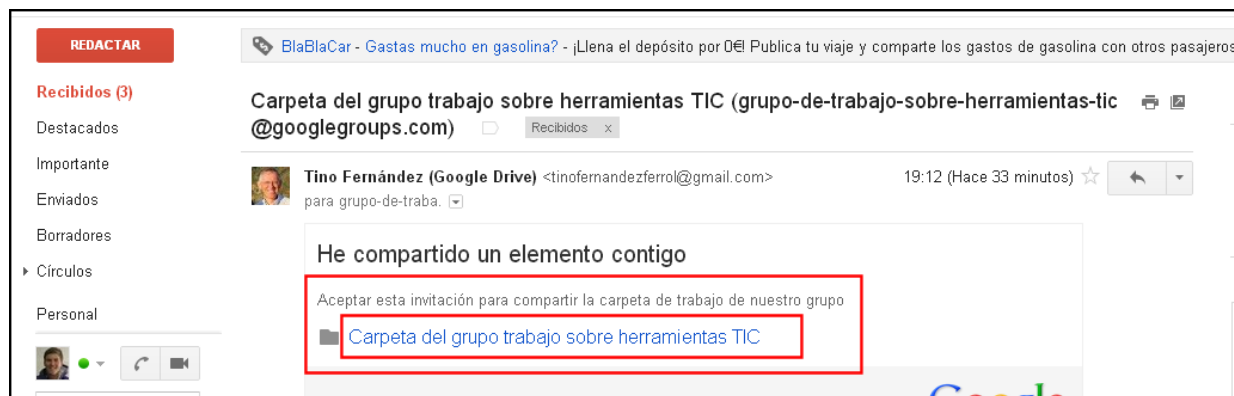 REDACTAR
BlaBlaCar - Gastas mucho en gasolina? - ¡Llena el depósito por 0€! Publica tu viaje y comparte los gastos de gasolina con otros pasajeros
Recibidos (3)
Destacados
Importante
Enviados
Borradores
Círculos
Personal
Carpeta del grupo trabajo sobre herramientas TIC (grupo-de-trabajo-sobre-herramientas-tic
@googlegroups.com)
Recibidos x
Tino Fernández (Google Drive) <tinofernandezferrol@gmail.com>
19:12 (Hace 33 minutos)
para grupo-de-traba.
He compartido un elemento contigo
Aceptar esta invitación para compartir la carpeta de trabajo de nuestro grupo
Carpeta del grupo trabajo sobre herramientas TIC
Google